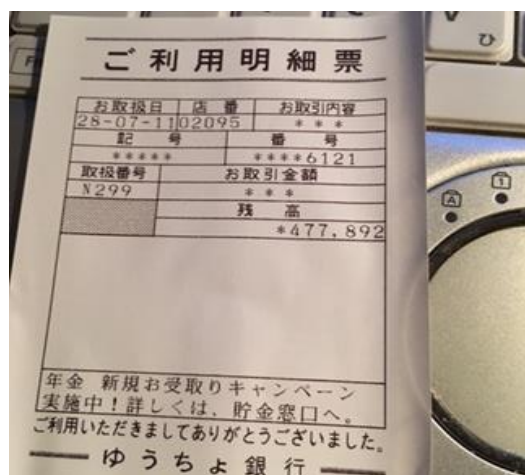 ご利用明細票
お取扱日 店番 お取引内容
28-07-11 02095 ***
記号 番号
***** ****6121
取扱番号 お取引金額
N299 ***
残高
*477,892
年金 新規お受取りキャンペーン
実施中！詳しくは、貯金窓口へ。
ご利用いただきましてありがとうございました。
ゆうちょ銀行
V
ひ
F
A
1